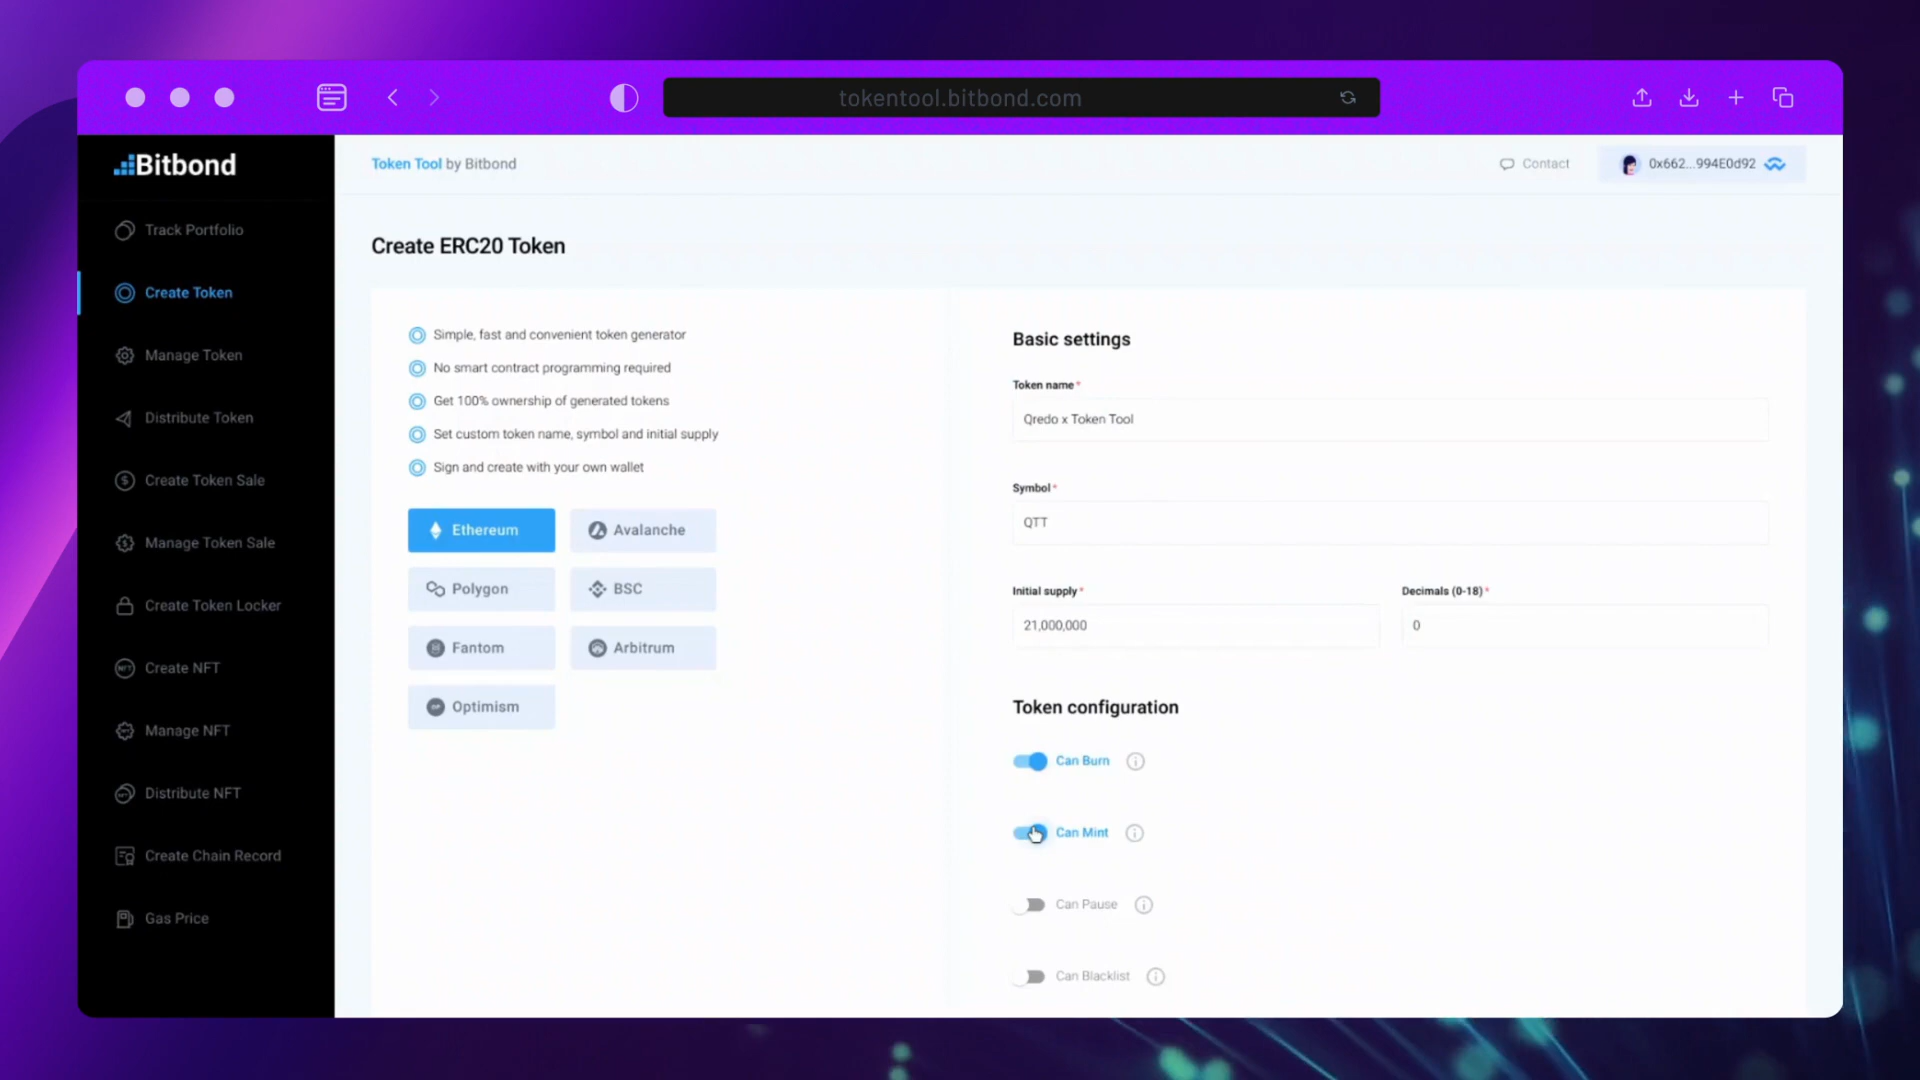 tokentool.bitbond.com
Bitbond
Track Portfolio
Create Token
Manage Token
Distribute Token
Create Token Sale
Manage Token Sale
Create Token Locker
Create NFT
Manage NFT
Distribute NFT
Create Chain Record
Gas Price
Token Tool by Bitbond
Contact
0x662...994E0d92
Create ERC20 Token
Simple, fast and convenient token generator
No smart contract programming required
Get 100% ownership of generated tokens
Set custom token name, symbol and initial supply
Sign and create with your own wallet
Ethereum
Avalanche
Polygon
BSC
Fantom
Arbitrum
Optimism
Basic settings
Token name*
Qredo x Token Tool
Symbol*
QTT
Initial supply*
21,000,000
Decimals (0-18)*
0
Token configuration
Can Burn
Can Mint
Can Pause
Can Blacklist